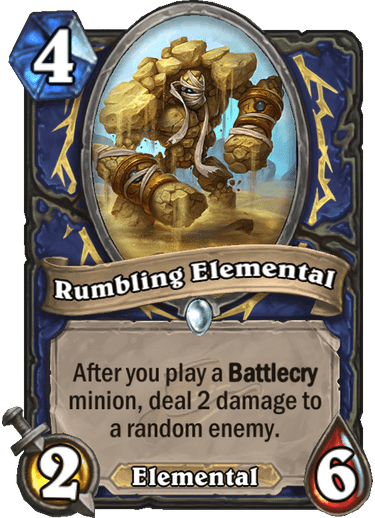 4
Rumbling Elemental
After you play a Battlecry
minion, deal 2 damage to
a random enemy.
2
Elemental
6